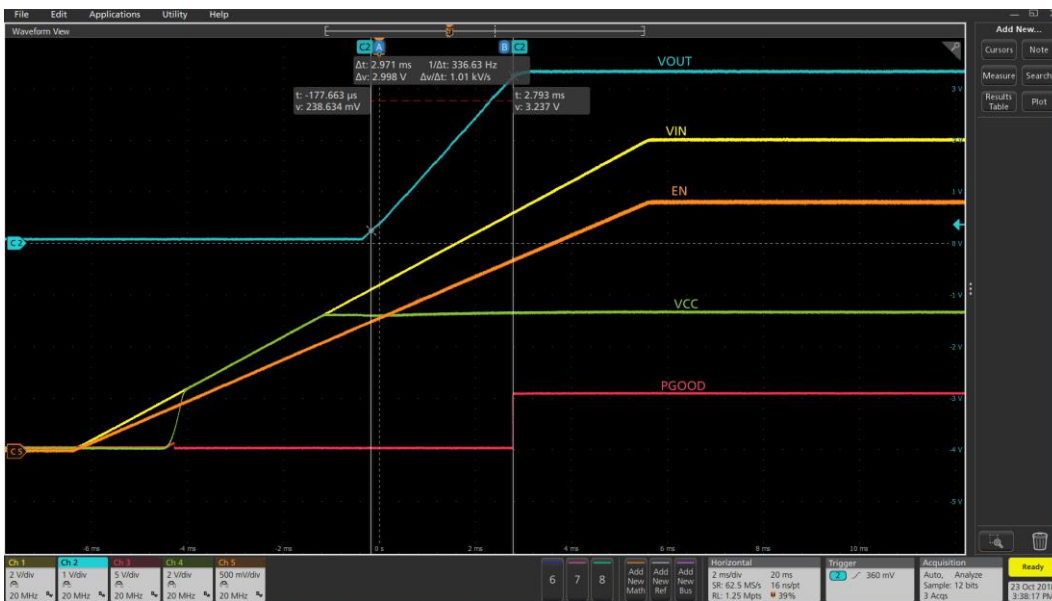 File Edit Applications Utility Help
Waveform View
Add New...
Cursors Note
Measure Search
Results Table Plot
C2 A B C2
Δt: 2.971 ms 1/Δt: 336.63 Hz
Δv: 2.998 V Δv/Δt: 1.01 kV/s
t: -177.663 µs
v: 238.634 mV
t: 2.793 ms
v: 3.237 V
VOUT
3 V
VIN
1 V
EN
C2
0 V
-1 V
VCC
-2 V
PGOOD
-3 V
C5
-4 V
-5 V
-6 ms -4 ms -2 ms 0 s 2 ms 4 ms 6 ms 8 ms 10 ms
Ch 1
2 V/div
20 MHz
Ch 2
1 V/div
20 MHz
Ch 3
5 V/div
20 MHz
Ch 4
2 V/div
20 MHz
Ch 5
500 mV/div
20 MHz
6 7 8
Add New Math
Add New Ref
Add New Bus
Horizontal
2 ms/div 20 ms
SR: 62.5 MS/s 16 ns/pt
RL: 1.25 Mpts 39%
Trigger
2 360 mV
Acquisition
Auto, Analyze
Sample: 12 bits
3 Acqs
Ready
23 Oct 201
3:38:17 PM